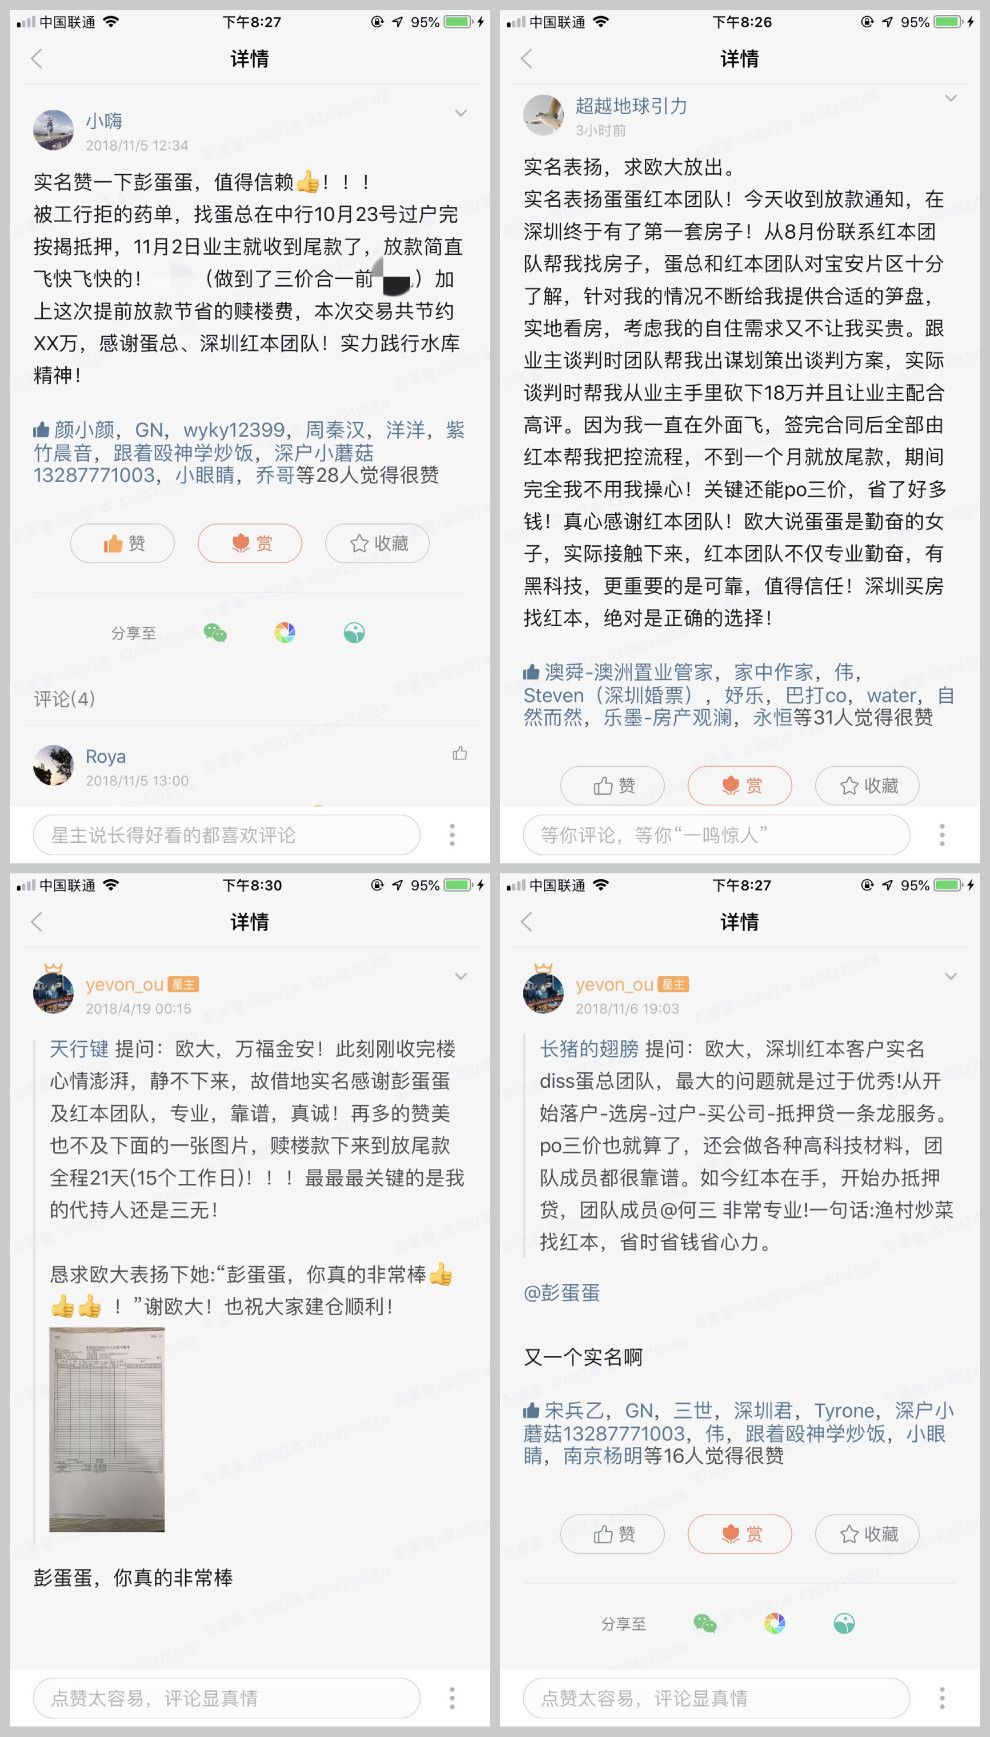 中国联通
下午8:27
95%
详情
小嗨
2018/11/5 12:34
实名赞一下彭蛋蛋，值得信赖👍！！！
被工行拒的药单，找蛋总在中行10月23号过户完
按揭抵押，11月2日业主就收到尾款了，放款简直
飞快飞快的！（做到了三价合一前）加
上这次提前放款节省的赎楼费，本次交易共节约
XX万，感谢蛋总、深圳红本团队！实力践行水库
精神！
颜小颜，GN，wyky12399，周秦汉，洋洋，紫
竹晨音，跟着殴神学炒饭，深户小蘑菇
13287771003，小眼睛，乔哥等28人觉得很赞
赞
赏
收藏
分享至
评论(4)
Roya
2018/11/5 13:00
星主说长得好看的都喜欢评论
中国联通
下午8:26
95%
详情
超越地球引力
3小时前
实名表扬，求欧大放出。
实名表扬蛋蛋红本团队！今天收到放款通知，在
深圳终于有了第一套房子！从8月份联系红本团
队帮我找房子，蛋总和红本团队对宝安片区十分
了解，针对我的情况不断给我提供合适的笋盘，
实地看房，考虑我的自住需求又不让我买贵。跟
业主谈判时团队帮我出谋划策出谈判方案，实际
谈判时帮我从业主手里砍下18万并且让业主配合
高评。因为我一直在外面飞，签完合同后全部由
红本帮我把控流程，不到一个月就放尾款，期间
完全我不用我操心！关键还能po三价，省了好多
钱！真心感谢红本团队！欧大说蛋蛋是勤奋的女
子，实际接触下来，红本团队不仅专业勤奋，有
黑科技，更重要的是可靠，值得信任！深圳买房
找红本，绝对是正确的选择！
澳舜-澳洲置业管家，家中作家，伟，
Steven（深圳婚票），妤乐，巴打co，water，自
然而然，乐墨-房产观澜，永恒等31人觉得很赞
赞
赏
收藏
等你评论，等你“一鸣惊人”
中国联通
下午8:30
95%
详情
yevon_ou 星主
2018/4/19 00:15
天行键 提问：欧大，万福金安！此刻刚收完楼
心情澎湃，静不下来，故借地实名感谢彭蛋蛋
及红本团队，专业，靠谱，真诚！再多的赞美
也不及下面的一张图片，赎楼款下来到放尾款
全程21天(15个工作日)！！！最最最关键的是我
的代持人还是三无！
恳求欧大表扬下她:“彭蛋蛋，你真的非常棒👍
👍👍！”谢欧大！也祝大家建仓顺利！
彭蛋蛋，你真的非常棒
点赞太容易，评论显真情
中国联通
下午8:27
95%
详情
yevon_ou 星主
2018/11/6 19:03
长猪的翅膀 提问：欧大，深圳红本客户实名
diss蛋总团队，最大的问题就是过于优秀!从开
始落户-选房-过户-买公司-抵押贷一条龙服务。
po三价也就算了，还会做各种高科技材料，团
队成员都很靠谱。如今红本在手，开始办抵押
贷，团队成员@何三 非常专业!一句话:渔村炒菜
找红本，省时省钱省心力。
@彭蛋蛋
又一个实名啊
宋兵乙，GN，三世，深圳君，Tyrone，深户小
蘑菇13287771003，伟，跟着殴神学炒饭，小眼
睛，南京杨明等16人觉得很赞
赞
赏
收藏
分享至
点赞太容易，评论显真情